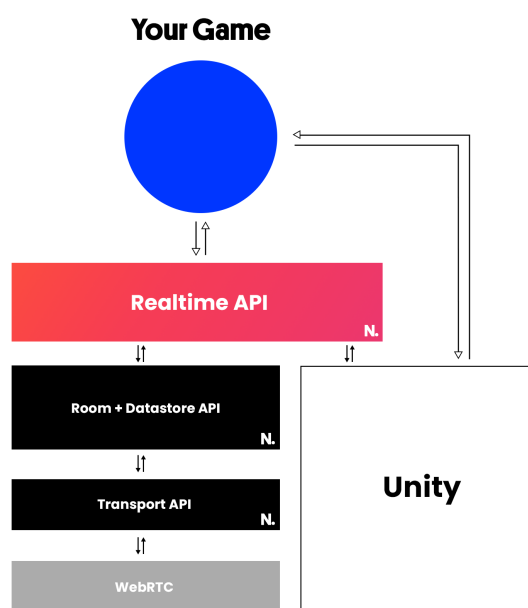 Your Game
Realtime API
N.
Room + Datastore API
N.
Unity
Transport API
N.
WebRTC